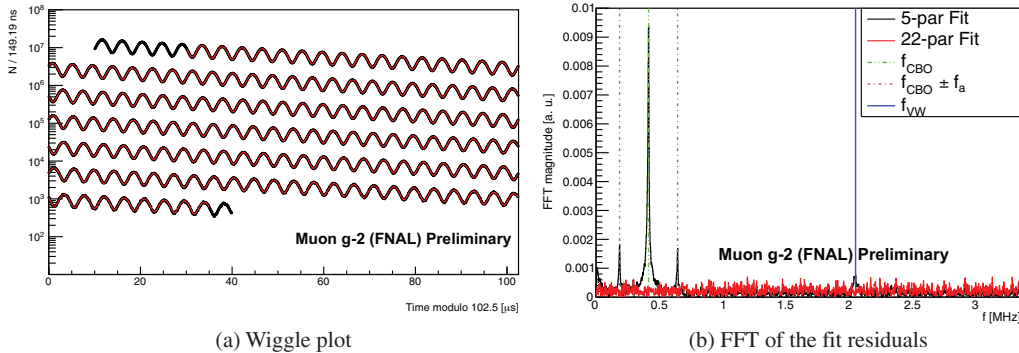 N / 149.19 ns
10⁸
10⁷
10⁶
10⁵
10⁴
10³
10²
Muon g-2 (FNAL) Preliminary
0 20 40 60 80 100
Time modulo 102.5 [μs]
(a) Wiggle plot
FFT magnitude [a. u.]
0.01
0.009
0.008
0.007
0.006
0.005
0.004
0.003
0.002
0.001
0
5-par Fit
22-par Fit
f_CBO
f_CBO ± f_a
f_VW
Muon g-2 (FNAL) Preliminary
0 0.5 1 1.5 2 2.5 3
f [MHz]
(b) FFT of the fit residuals